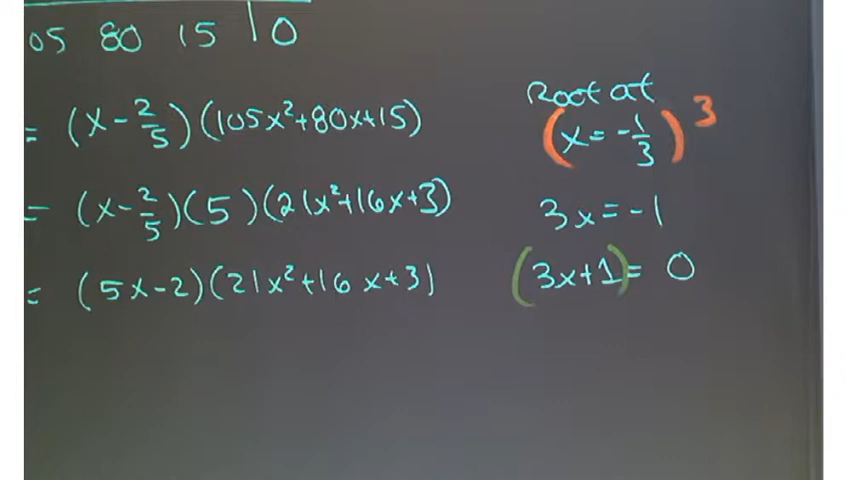 05 80 15 | 0
= (x - 2/5)(105x² + 80x + 15)
= (x - 2/5)(5)(21x² + 16x + 3)
= (5x - 2)(21x² + 16x + 3)
Root at
(x = -1/3)3
3x = -1
(3x + 1) = 0